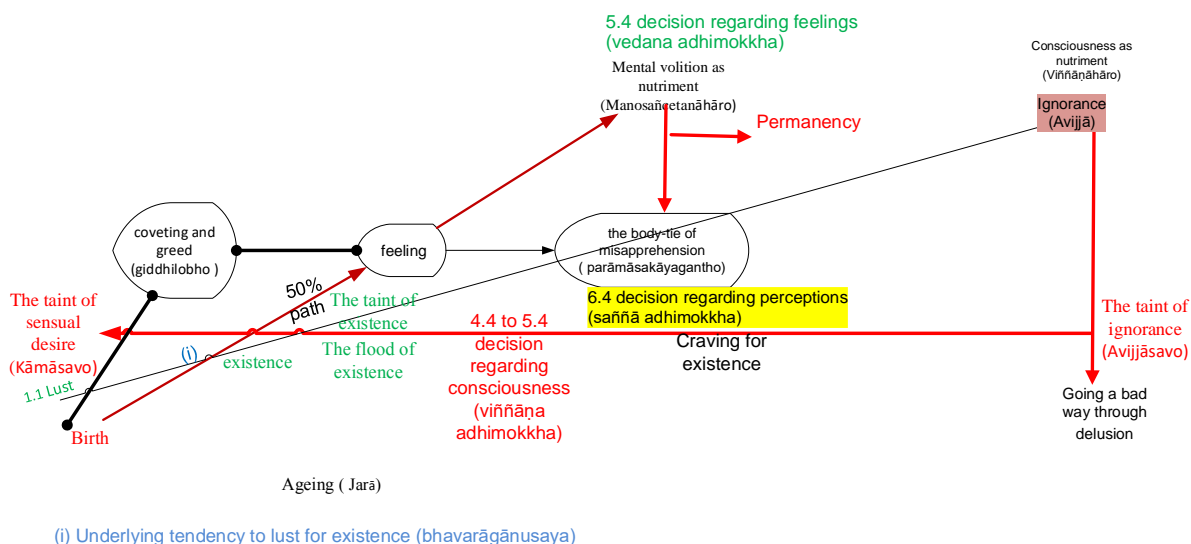 5.4 decision regarding feelings
(vedana adhimokkha)
Mental volition as
nutriment
(Manosañcetanāhāro)
Consciousness as
nutriment
(Viññāṇāhāro)
Ignorance
(Avijjā)
Permanency
coveting and
greed
(giddhilobho )
feeling
the body-tie of
misapprehension
( parāmāsakāyagantho)
50%
path
The taint of
sensual
desire
(Kāmāsavo)
The taint of
existence
The flood of
existence
6.4 decision regarding perceptions
(saññā adhimokkha)
4.4 to 5.4
decision
regarding
consciousness
(viññāṇa
adhimokkha)
Craving for
existence
The taint of
ignorance
(Avijjāsavo)
(i)
existence
1.1 Lust
Birth
Going a bad
way through
delusion
Ageing ( Jarā)
(i) Underlying tendency to lust for existence (bhavarāgānusaya)